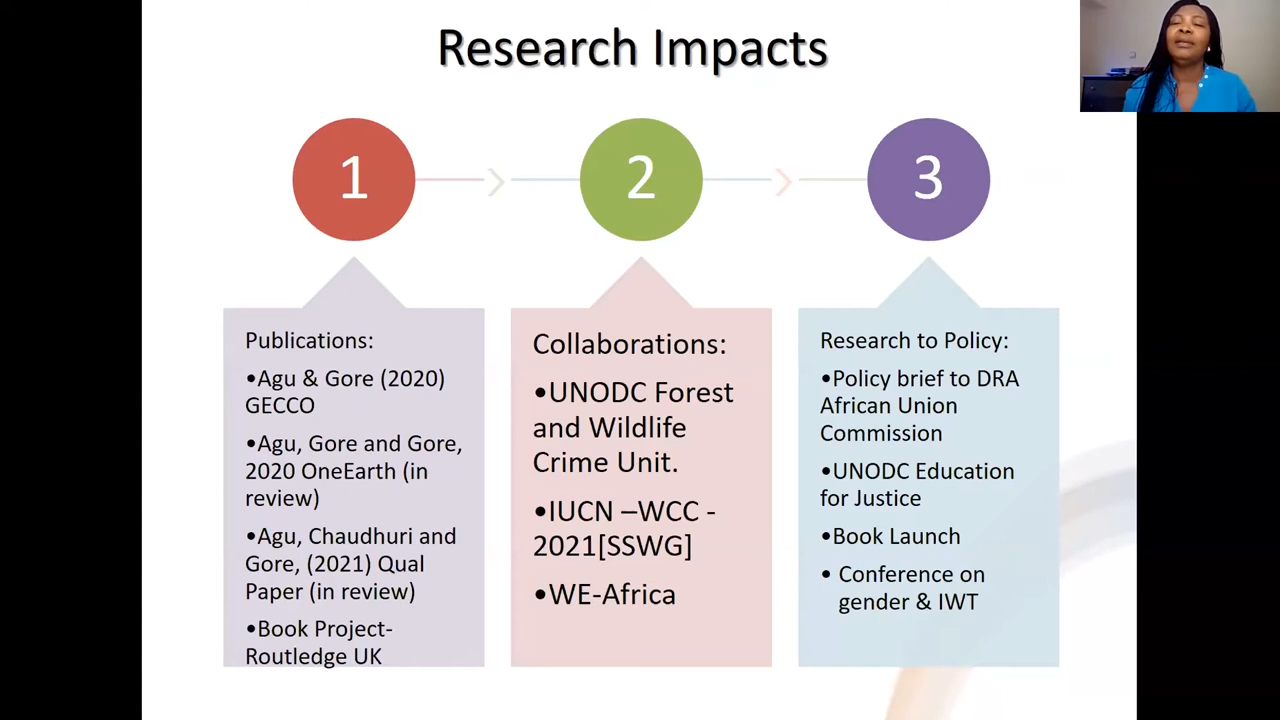 Research Impacts
1
2
3
Publications:
•Agu & Gore (2020)
GECCO
•Agu, Gore and Gore,
2020 OneEarth (in
review)
•Agu, Chaudhuri and
Gore, (2021) Qual
Paper (in review)
•Book Project-
Routledge UK
Collaborations:
•UNODC Forest
and Wildlife
Crime Unit.
•IUCN –WCC -
2021[SSWG]
•WE-Africa
Research to Policy:
•Policy brief to DRA
African Union
Commission
•UNODC Education
for Justice
•Book Launch
• Conference on
gender & IWT